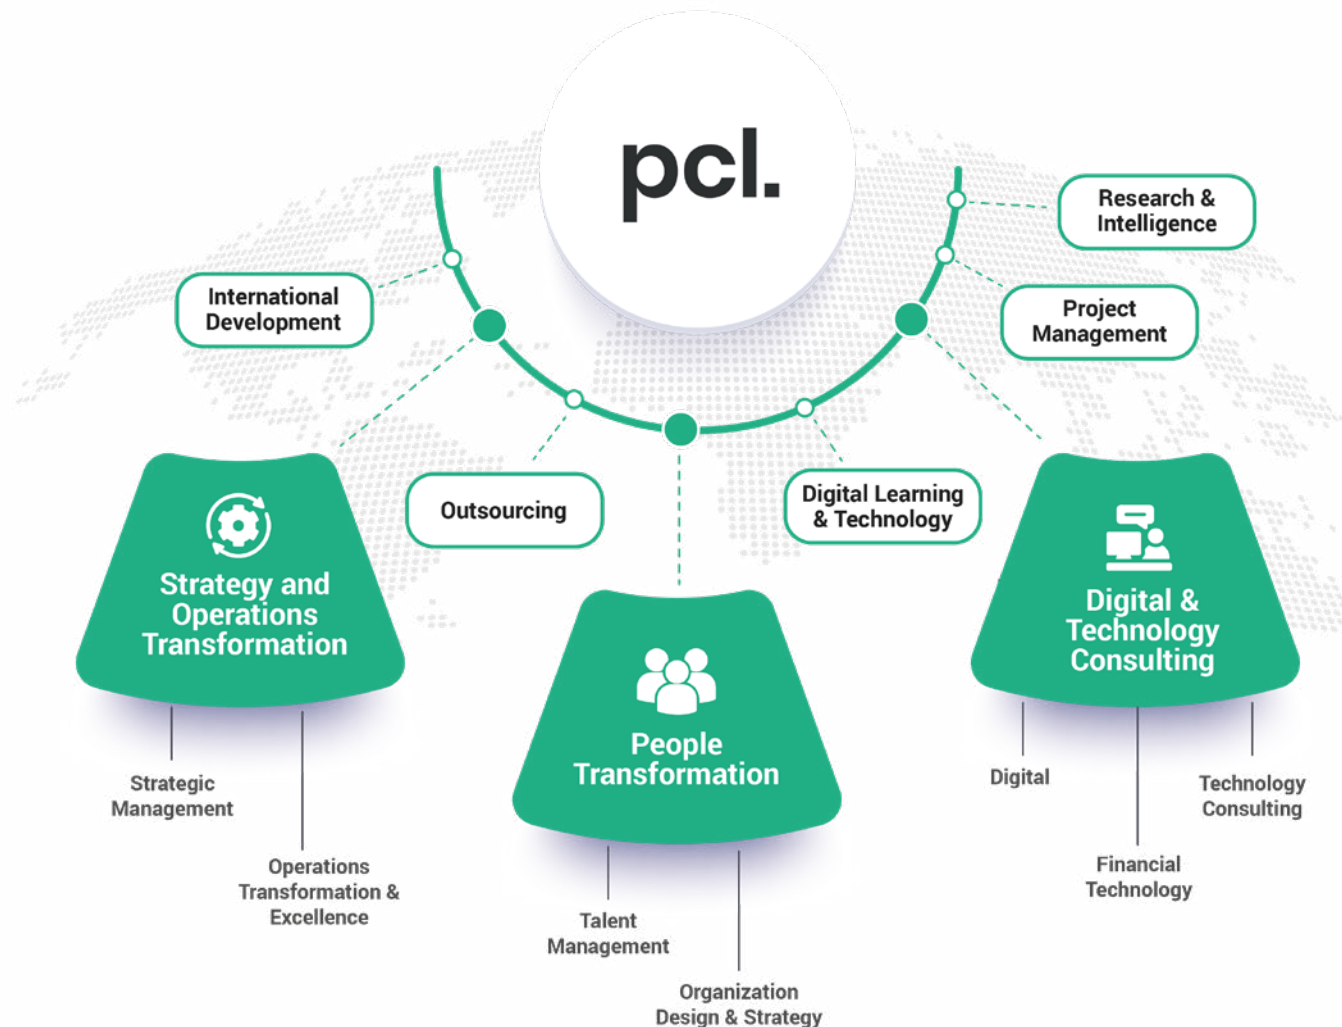 pcl.
Research &
Intelligence
International
Development
Project
Management
Outsourcing
Digital Learning
& Technology
Strategy and
Operations
Transformation
People
Transformation
Digital &
Technology
Consulting
Strategic
Management
Operations
Transformation &
Excellence
Talent
Management
Organization
Design & Strategy
Digital
Financial
Technology
Technology
Consulting